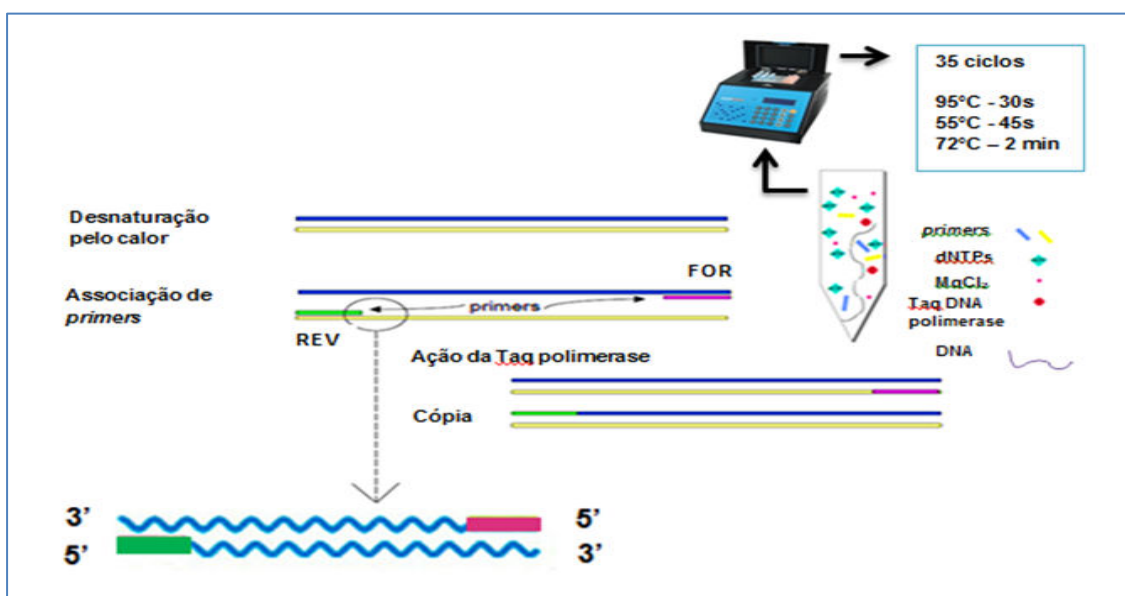 35 ciclos
95°C - 30s
55°C - 45s
72°C – 2 min
Desnaturação
pelo calor
FOR
Associação de
primers
primers
REV
primers
dNTPs
MgCl₂
Taq DNA
polimerase
DNA
Ação da Taq polimerase
Cópia
3’ 5’
5’ 3’